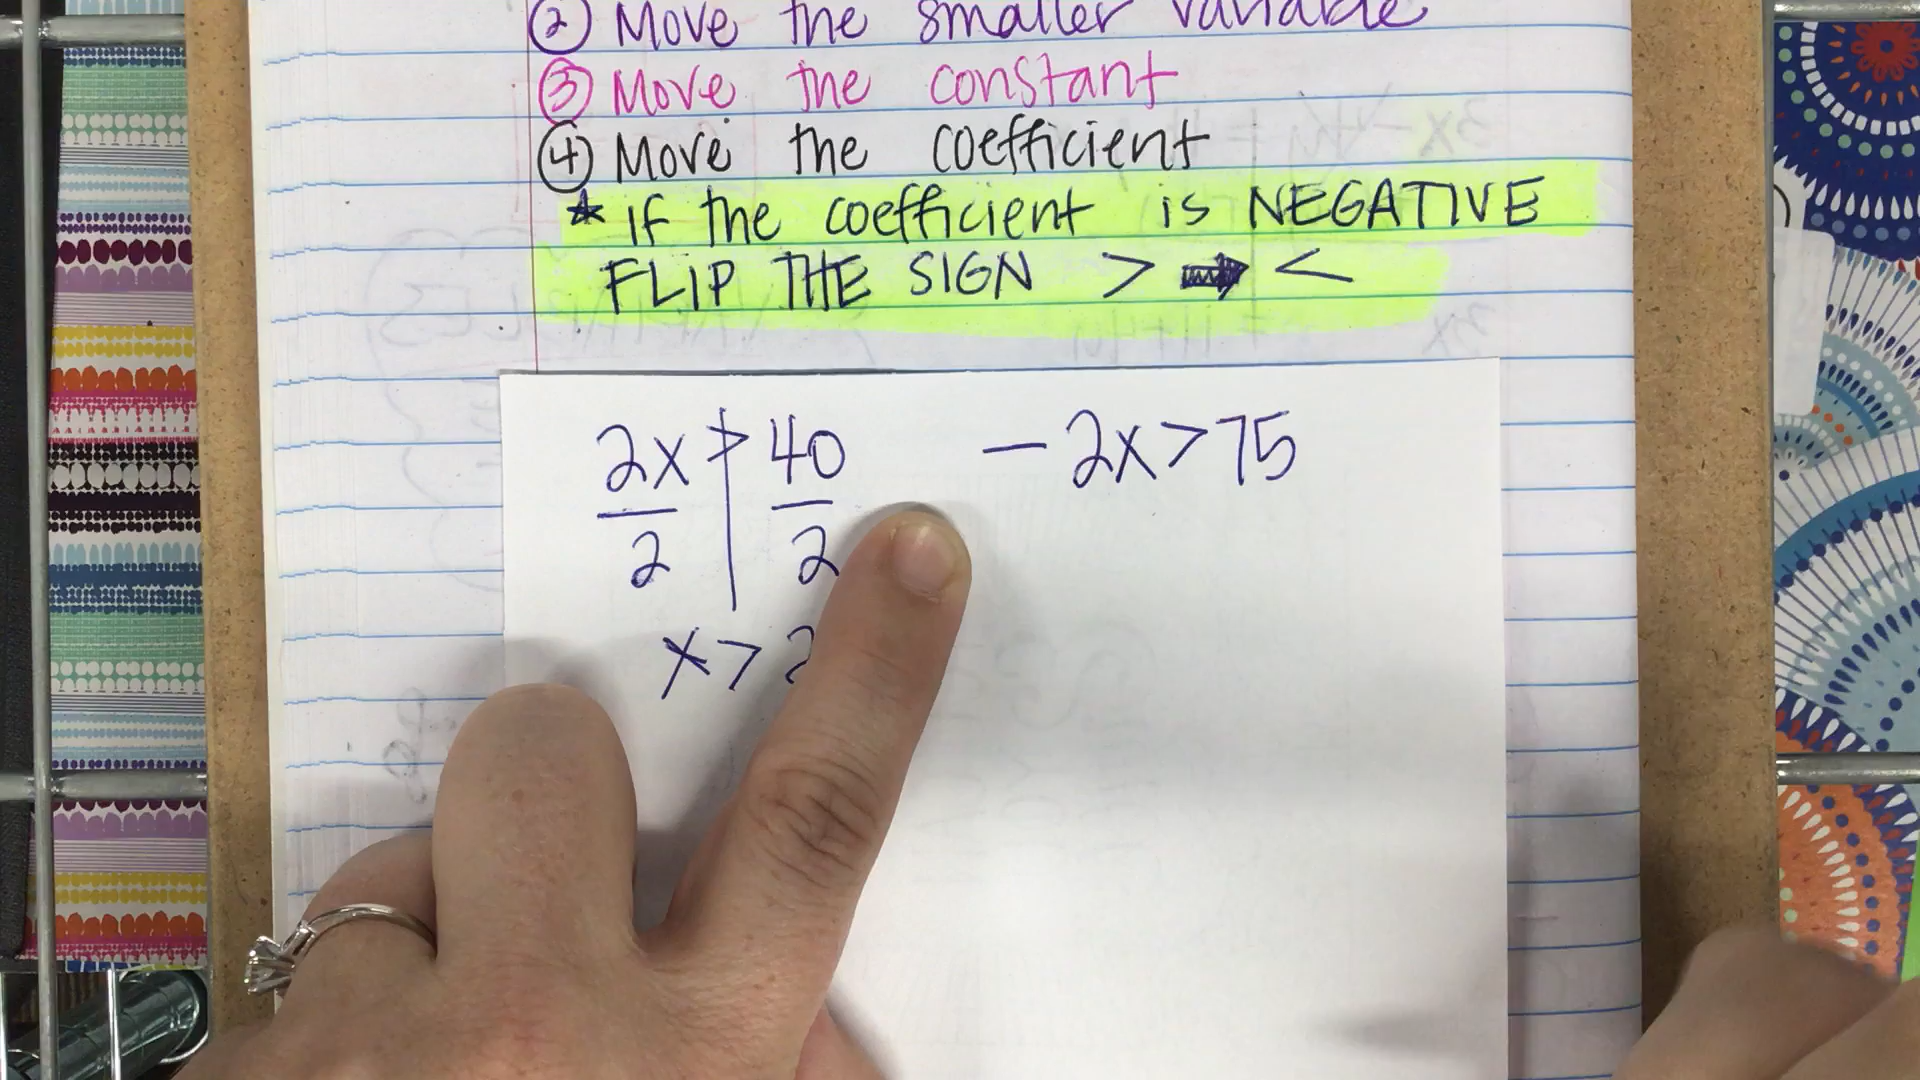 ② Move the smaller variable
③ Move the constant
④ Move the coefficient
* if the coefficient is NEGATIVE
FLIP THE SIGN > ➡ <
2x > 40
2 2
x > 2
- 2x > 75